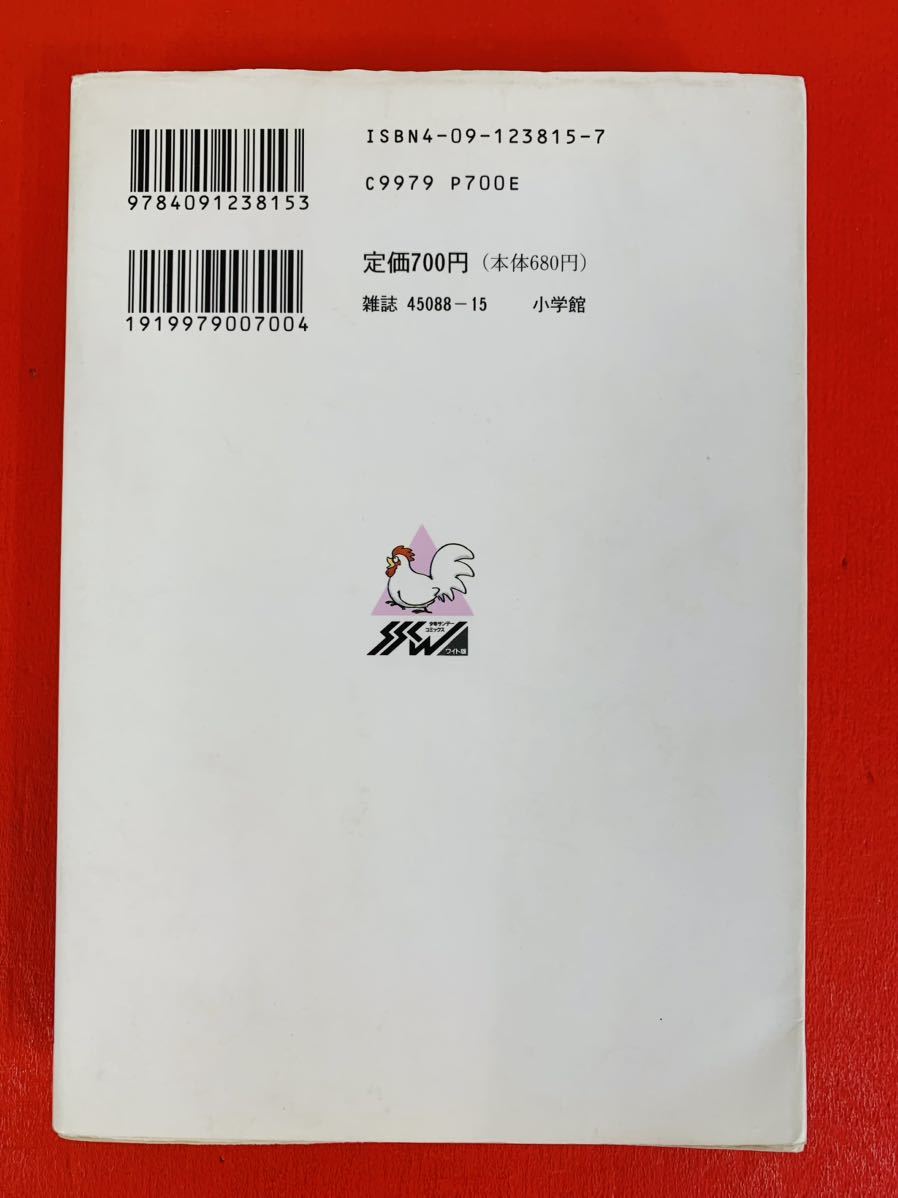 ISBN4-09-123815-7
9784091238153
C9979 P700E
定価700円（本体680円）
1919979007004
雑誌 45088-15 小学館
少年サンデー
コミックス
SSCW
ワイド版